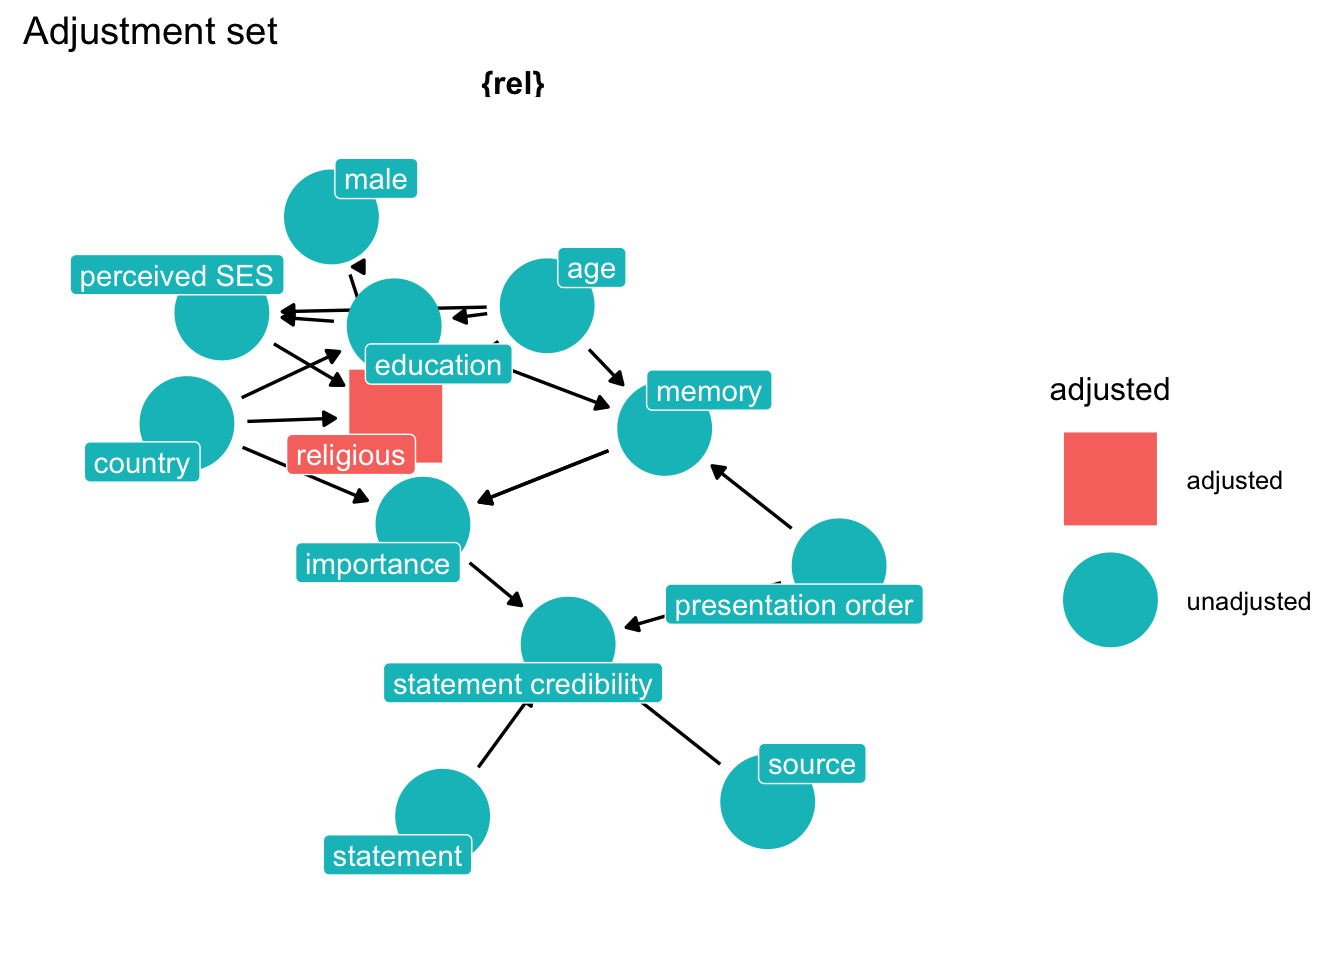 Adjustment set
{rel}
male
perceived SES
age
education
memory
country
religious
importance
presentation order
statement credibility
source
statement
adjusted
adjusted
unadjusted